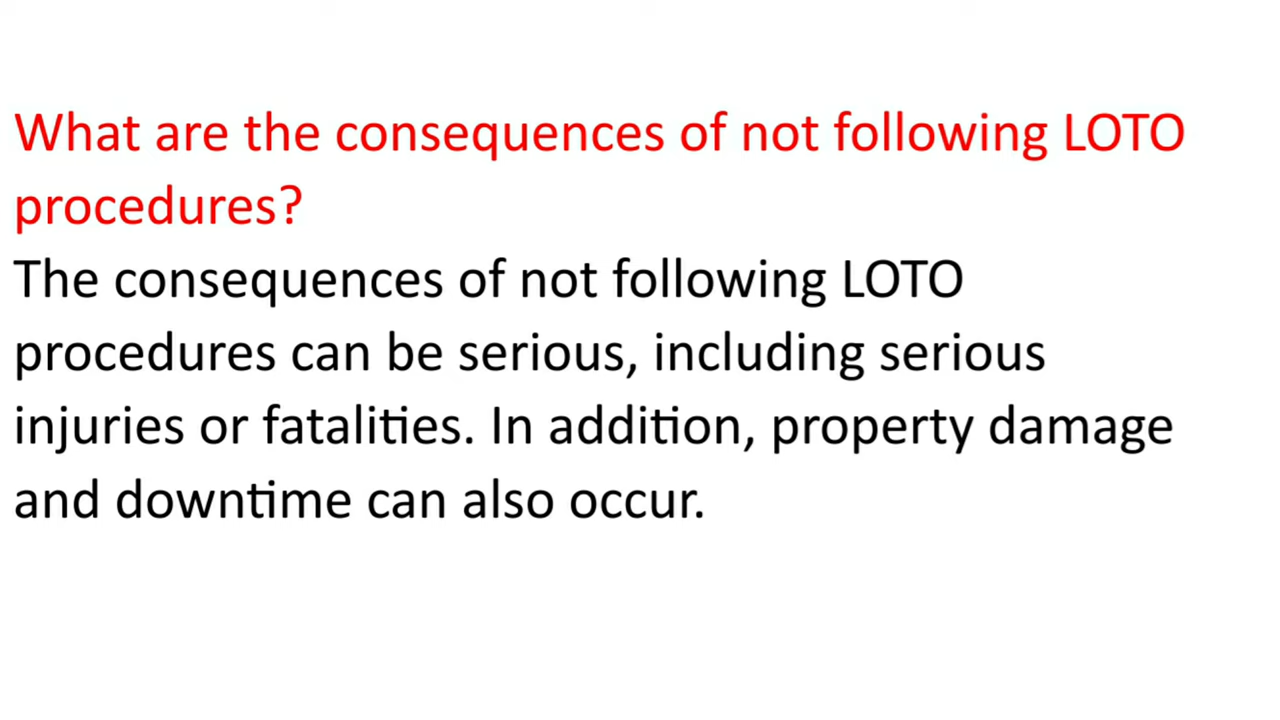 What are the consequences of not following LOTO
procedures?
The consequences of not following LOTO
procedures can be serious, including serious
injuries or fatalities. In addition, property damage
and downtime can also occur.